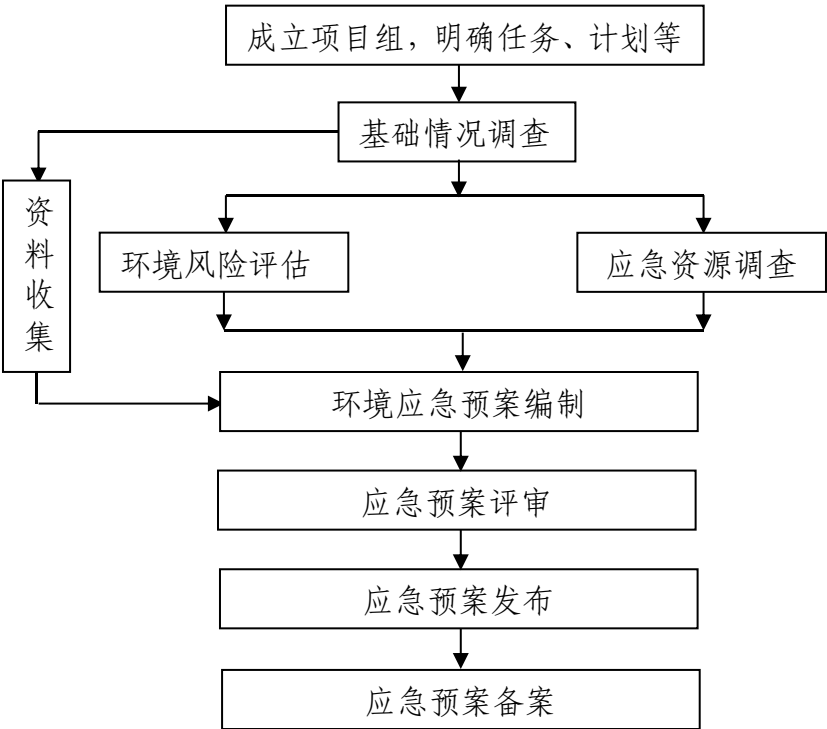 成立项目组，明确任务、计划等
基础情况调查
资料收集
环境风险评估
应急资源调查
环境应急预案编制
应急预案评审
应急预案发布
应急预案备案